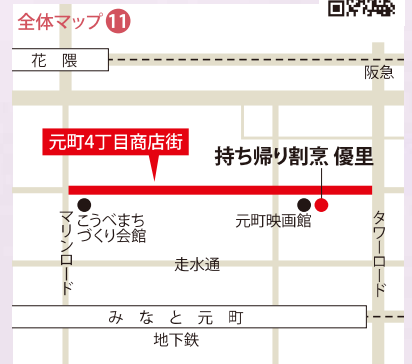 全体マップ11
花隈
阪急
元町4丁目商店街
持ち帰り割烹 優里
こうべまち
づくり会館
元町映画館
マリンロード
タワーロード
走水通
みなと元町
地下鉄